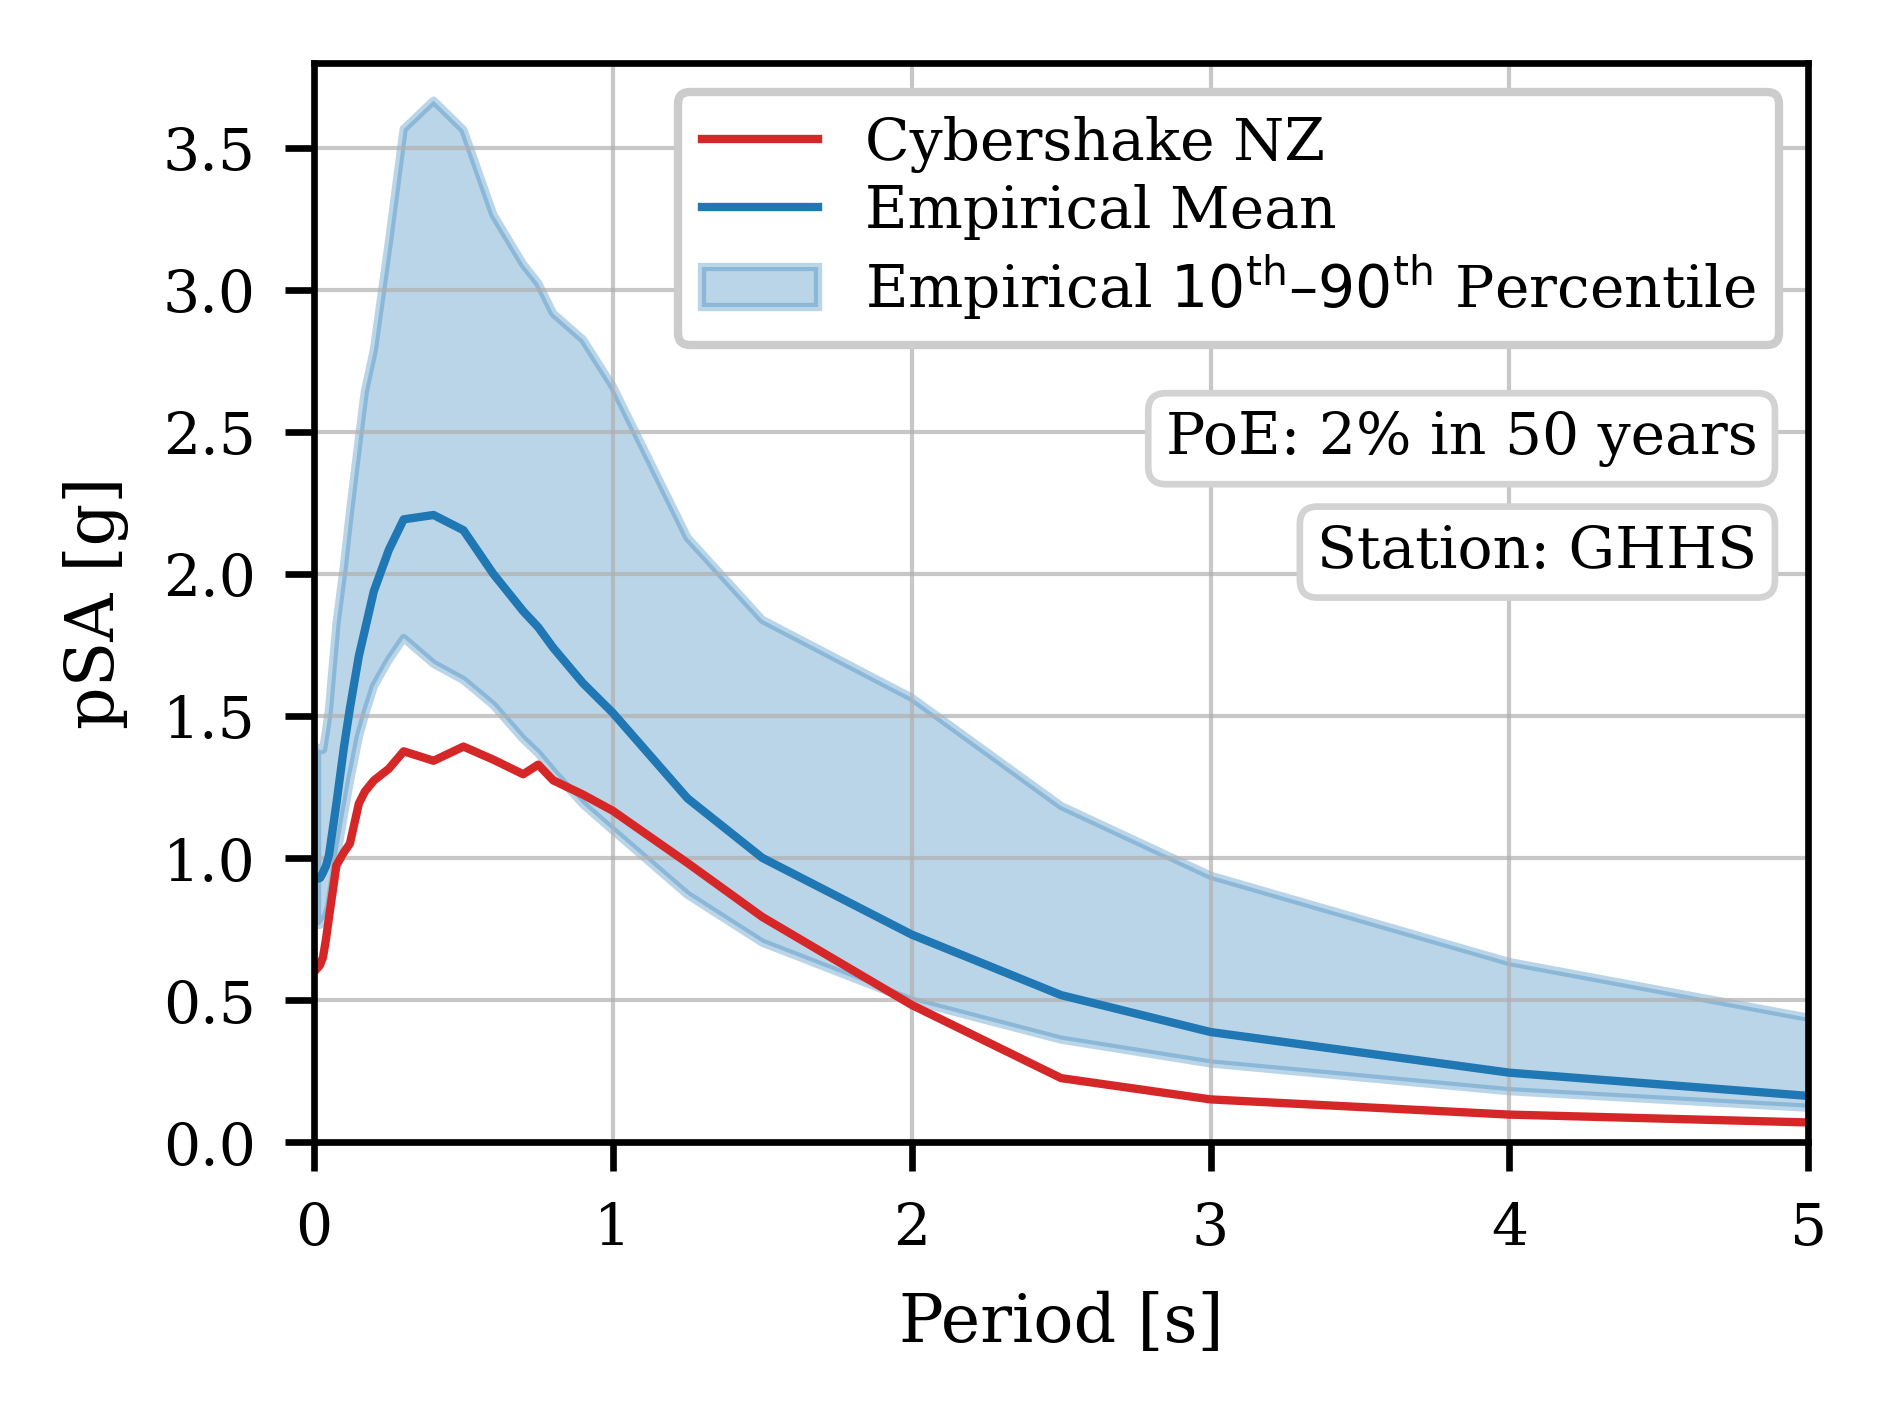 Cybershake NZ
Empirical Mean
Empirical 10th–90th Percentile
PoE: 2% in 50 years
Station: GHHS
pSA [g]
3.5
3.0
2.5
2.0
1.5
1.0
0.5
0.0
0 1 2 3 4 5
Period [s]